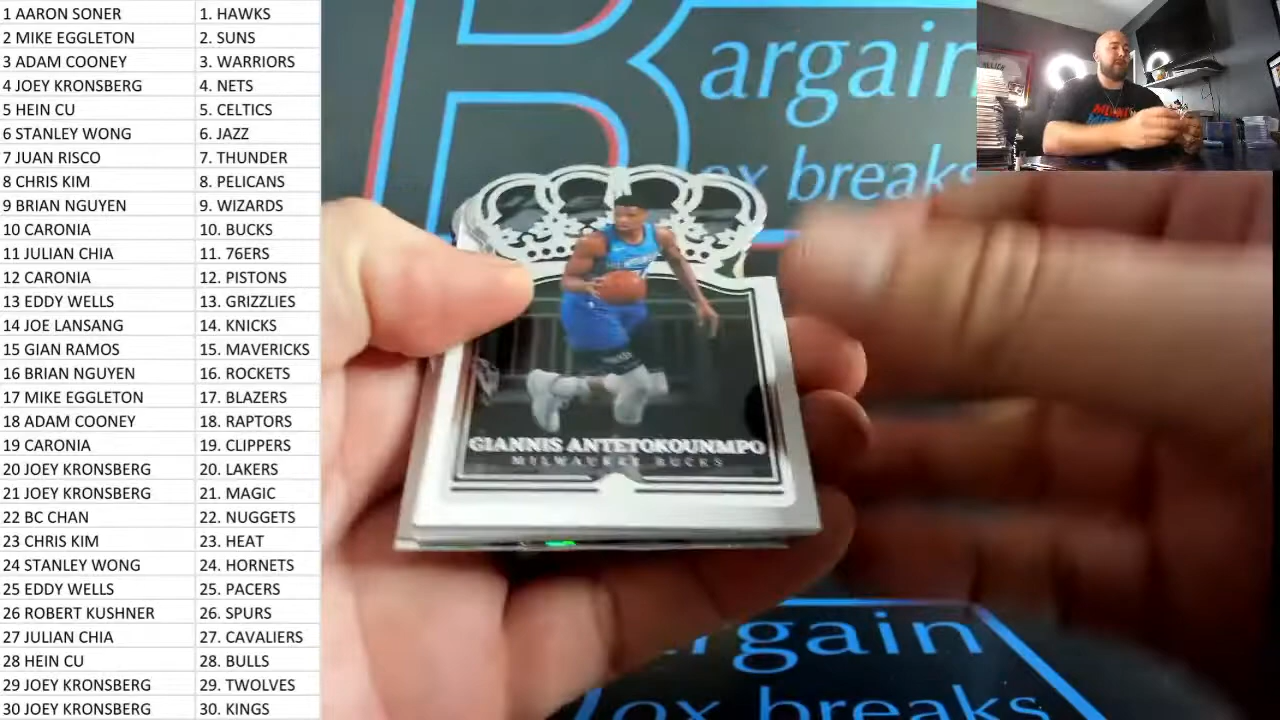 1 AARON SONER 1. HAWKS
2 MIKE EGGLETON 2. SUNS
3 ADAM COONEY 3. WARRIORS
4 JOEY KRONSBERG 4. NETS
5 HEIN CU 5. CELTICS
6 STANLEY WONG 6. JAZZ
7 JUAN RISCO 7. THUNDER
8 CHRIS KIM 8. PELICANS
9 BRIAN NGUYEN 9. WIZARDS
10 CARONIA 10. BUCKS
11 JULIAN CHIA 11. 76ERS
12 CARONIA 12. PISTONS
13 EDDY WELLS 13. GRIZZLIES
14 JOE LANSANG 14. KNICKS
15 GIAN RAMOS 15. MAVERICKS
16 BRIAN NGUYEN 16. ROCKETS
17 MIKE EGGLETON 17. BLAZERS
18 ADAM COONEY 18. RAPTORS
19 CARONIA 19. CLIPPERS
20 JOEY KRONSBERG 20. LAKERS
21 JOEY KRONSBERG 21. MAGIC
22 BC CHAN 22. NUGGETS
23 CHRIS KIM 23. HEAT
24 STANLEY WONG 24. HORNETS
25 EDDY WELLS 25. PACERS
26 ROBERT KUSHNER 26. SPURS
27 JULIAN CHIA 27. CAVALIERS
28 HEIN CU 28. BULLS
29 JOEY KRONSBERG 29. TWOLVES
30 JOEY KRONSBERG 30. KINGS
Bargain
ox breaks
GIANNIS ANTETOKOUNMPO
MILWAUKEE BUCKS
argain
ox breaks